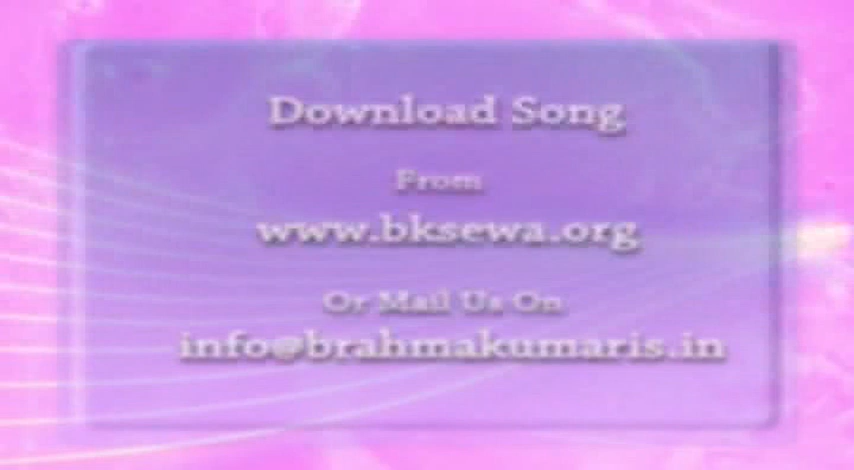 Download Song
From
www.bksewa.org
Or Mail Us On
info@brahmakumaris.in